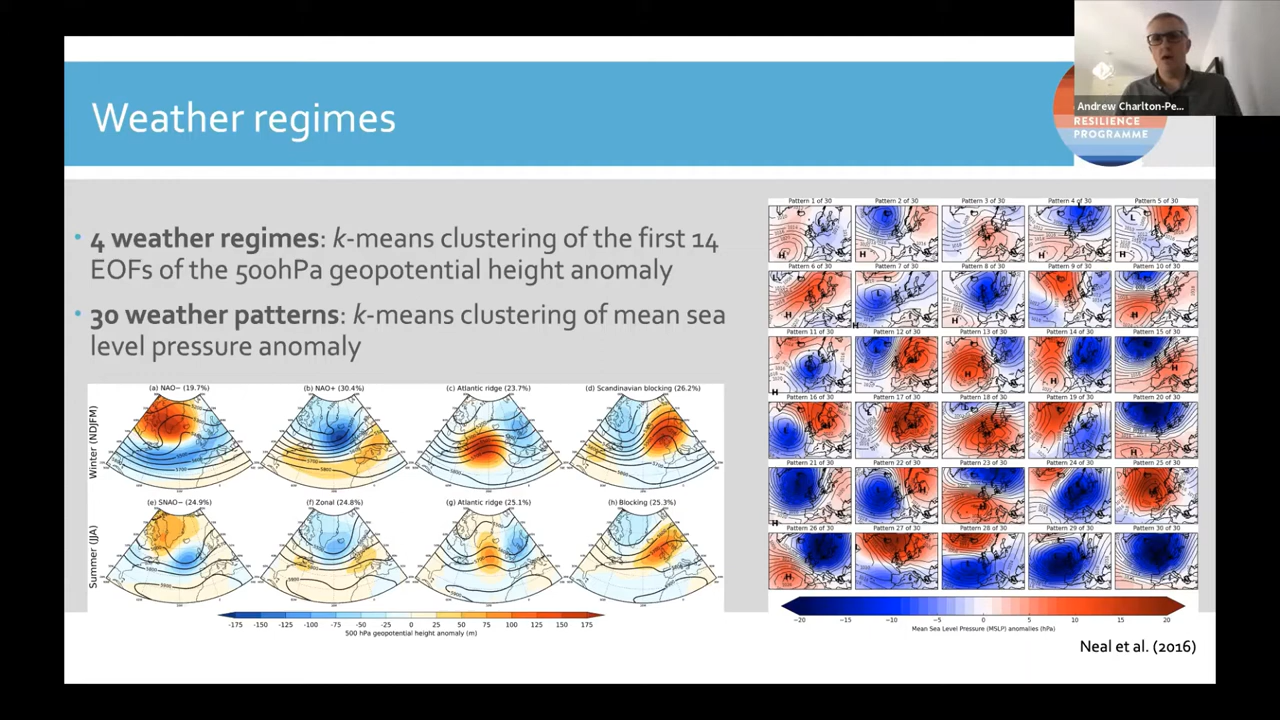 Weather regimes
Andrew Charlton-Pe...
RESILIENCE
PROGRAMME
• 4 weather regimes: k-means clustering of the first 14
EOFs of the 500hPa geopotential height anomaly
• 30 weather patterns: k-means clustering of mean sea
level pressure anomaly
(a) NAO− (19.7%)
(b) NAO+ (30.4%)
(c) Atlantic ridge (23.7%)
(d) Scandinavian blocking (26.2%)
Winter (NDJFM)
(e) SNAO− (24.9%)
(f) Zonal (24.8%)
(g) Atlantic ridge (25.1%)
(h) Blocking (25.3%)
Summer (JJA)
−175 −150 −125 −100 −75 −50 −25 0 25 50 75 100 125 150 175
500 hPa geopotential height anomaly (m)
Pattern 1 of 30 Pattern 2 of 30 Pattern 3 of 30 Pattern 4 of 30 Pattern 5 of 30
Pattern 6 of 30 Pattern 7 of 30 Pattern 8 of 30 Pattern 9 of 30 Pattern 10 of 30
Pattern 11 of 30 Pattern 12 of 30 Pattern 13 of 30 Pattern 14 of 30 Pattern 15 of 30
Pattern 16 of 30 Pattern 17 of 30 Pattern 18 of 30 Pattern 19 of 30 Pattern 20 of 30
Pattern 21 of 30 Pattern 22 of 30 Pattern 23 of 30 Pattern 24 of 30 Pattern 25 of 30
Pattern 26 of 30 Pattern 27 of 30 Pattern 28 of 30 Pattern 29 of 30 Pattern 30 of 30
−20 −15 −10 −5 0 5 10 15 20
Mean Sea Level Pressure (MSLP) anomalies (hPa)
Neal et al. (2016)